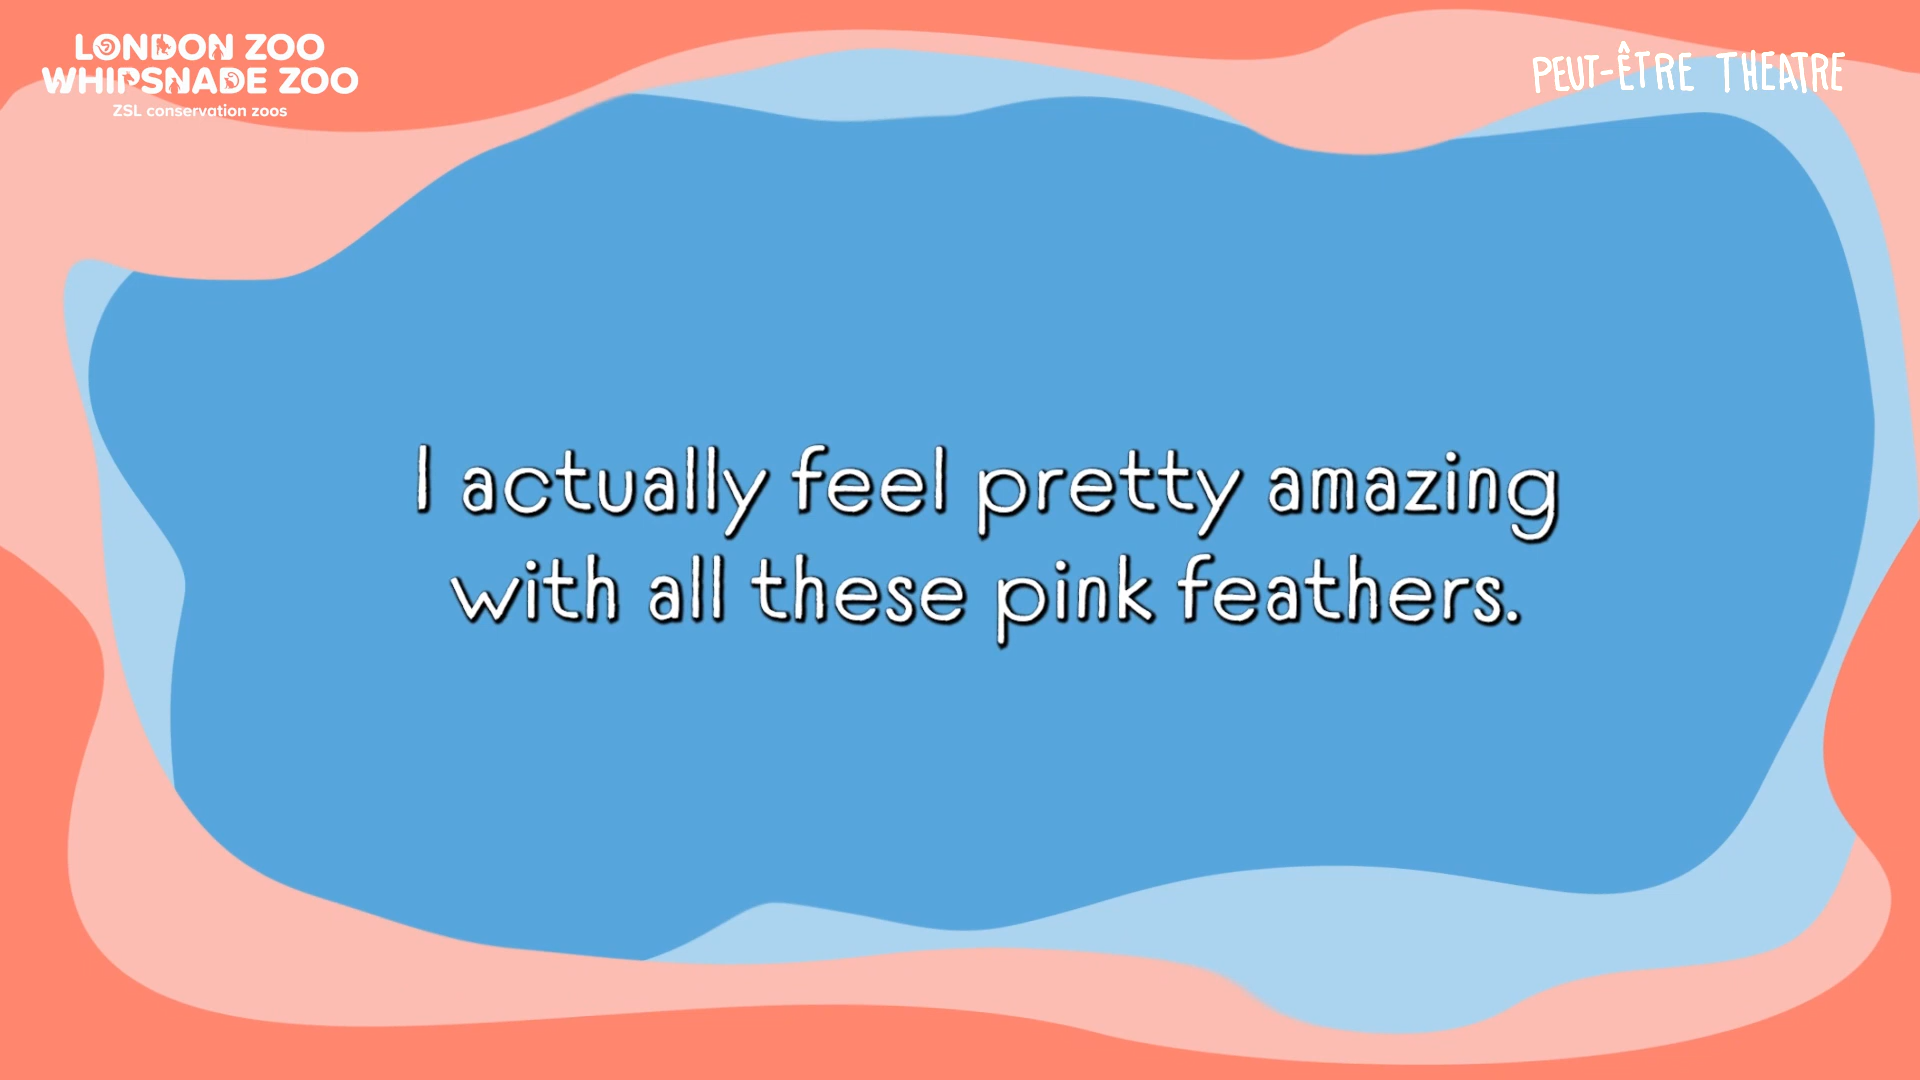 LONDON ZOO
WHIPSNADE ZOO
ZSL conservation zoos
PEUT-ÊTRE THEATRE
I actually feel pretty amazing
with all these pink feathers.